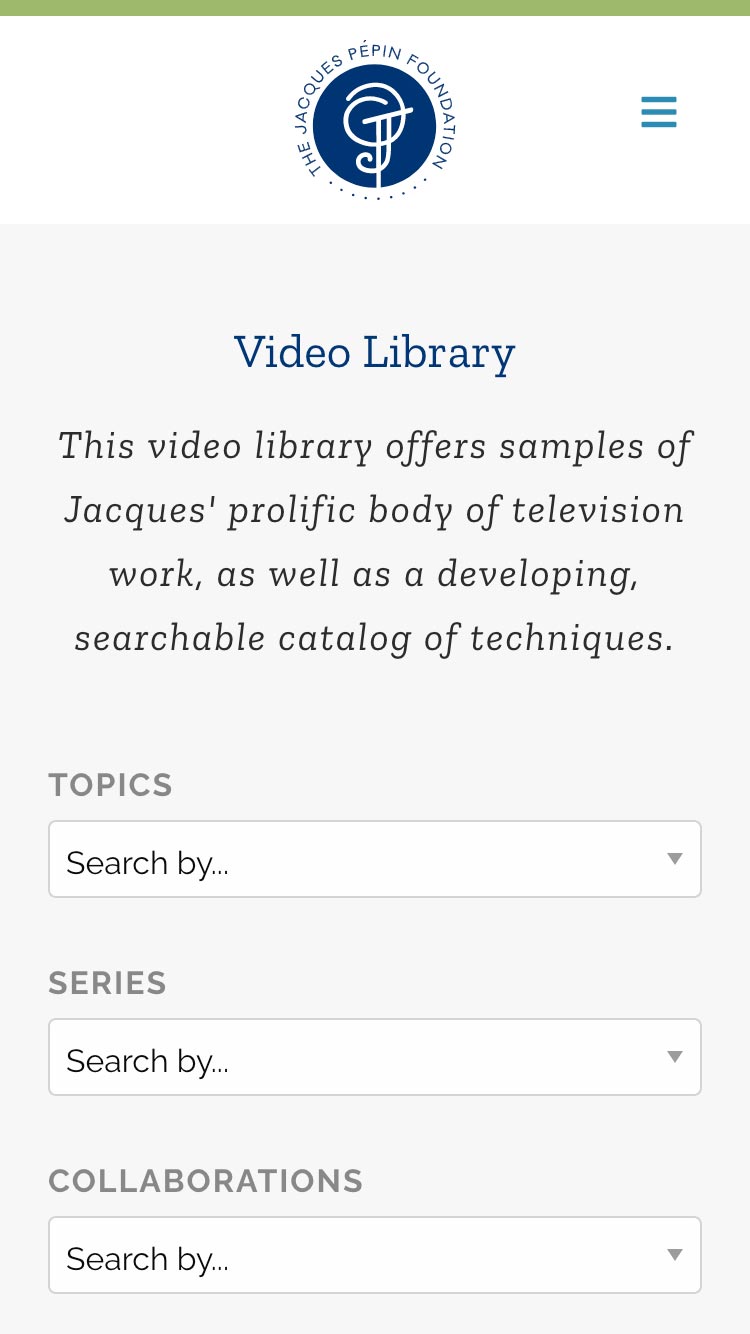 THE JACQUES PÉPIN FOUNDATION
Video Library
This video library offers samples of
Jacques' prolific body of television
work, as well as a developing,
searchable catalog of techniques.
TOPICS
Search by...
SERIES
Search by...
COLLABORATIONS
Search by...